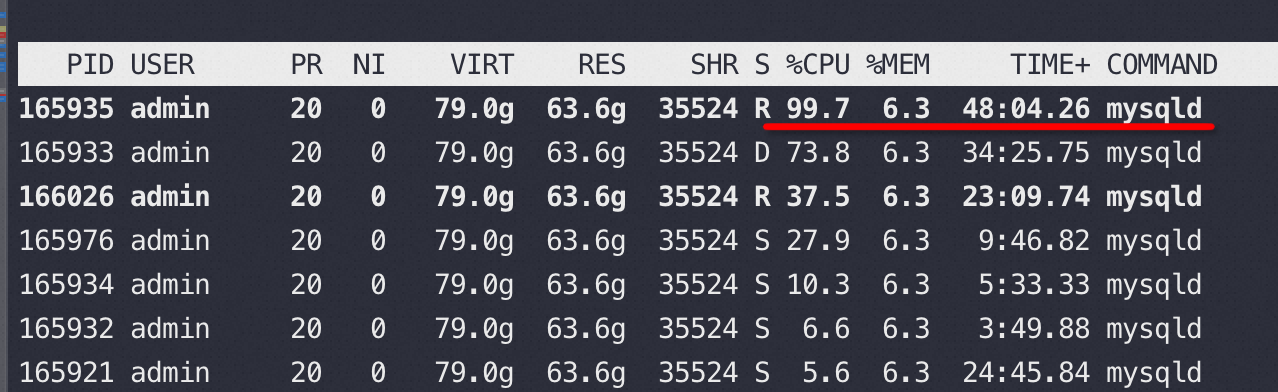 PID USER PR NI VIRT RES SHR S %CPU %MEM TIME+ COMMAND
165935 admin 20 0 79.0g 63.6g 35524 R 99.7 6.3 48:04.26 mysqld
165933 admin 20 0 79.0g 63.6g 35524 D 73.8 6.3 34:25.75 mysqld
166026 admin 20 0 79.0g 63.6g 35524 R 37.5 6.3 23:09.74 mysqld
165976 admin 20 0 79.0g 63.6g 35524 S 27.9 6.3 9:46.82 mysqld
165934 admin 20 0 79.0g 63.6g 35524 S 10.3 6.3 5:33.33 mysqld
165932 admin 20 0 79.0g 63.6g 35524 S 6.6 6.3 3:49.88 mysqld
165921 admin 20 0 79.0g 63.6g 35524 S 5.6 6.3 24:45.84 mysqld